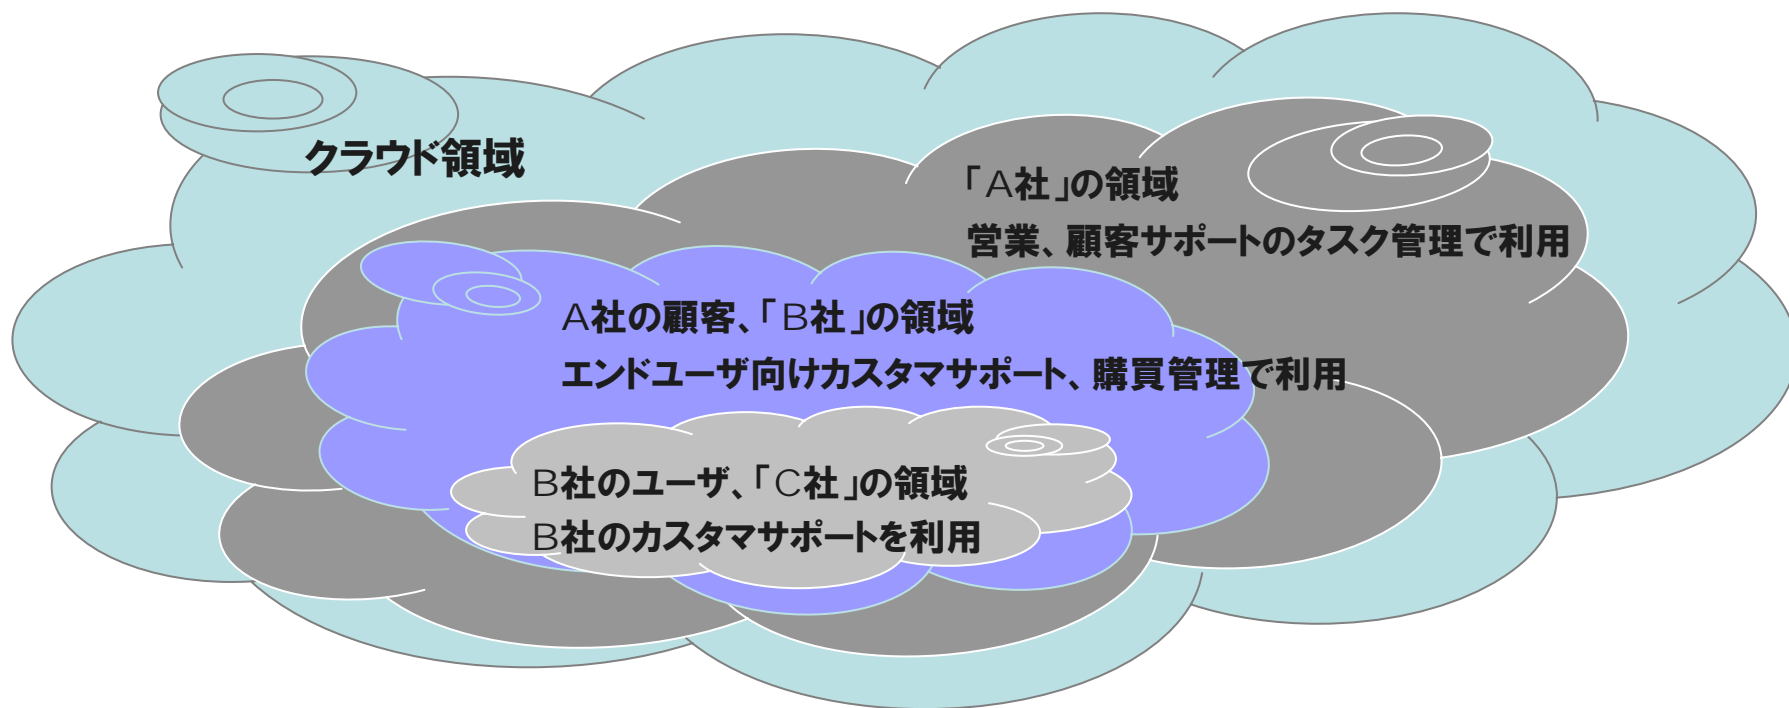 クラウド領域
「A社」の領域
営業、顧客サポートのタスク管理で利用
A社の顧客、「B社」の領域
エンドユーザ向けカスタマサポート、購買管理で利用
B社のユーザ、「C社」の領域
B社のカスタマサポートを利用